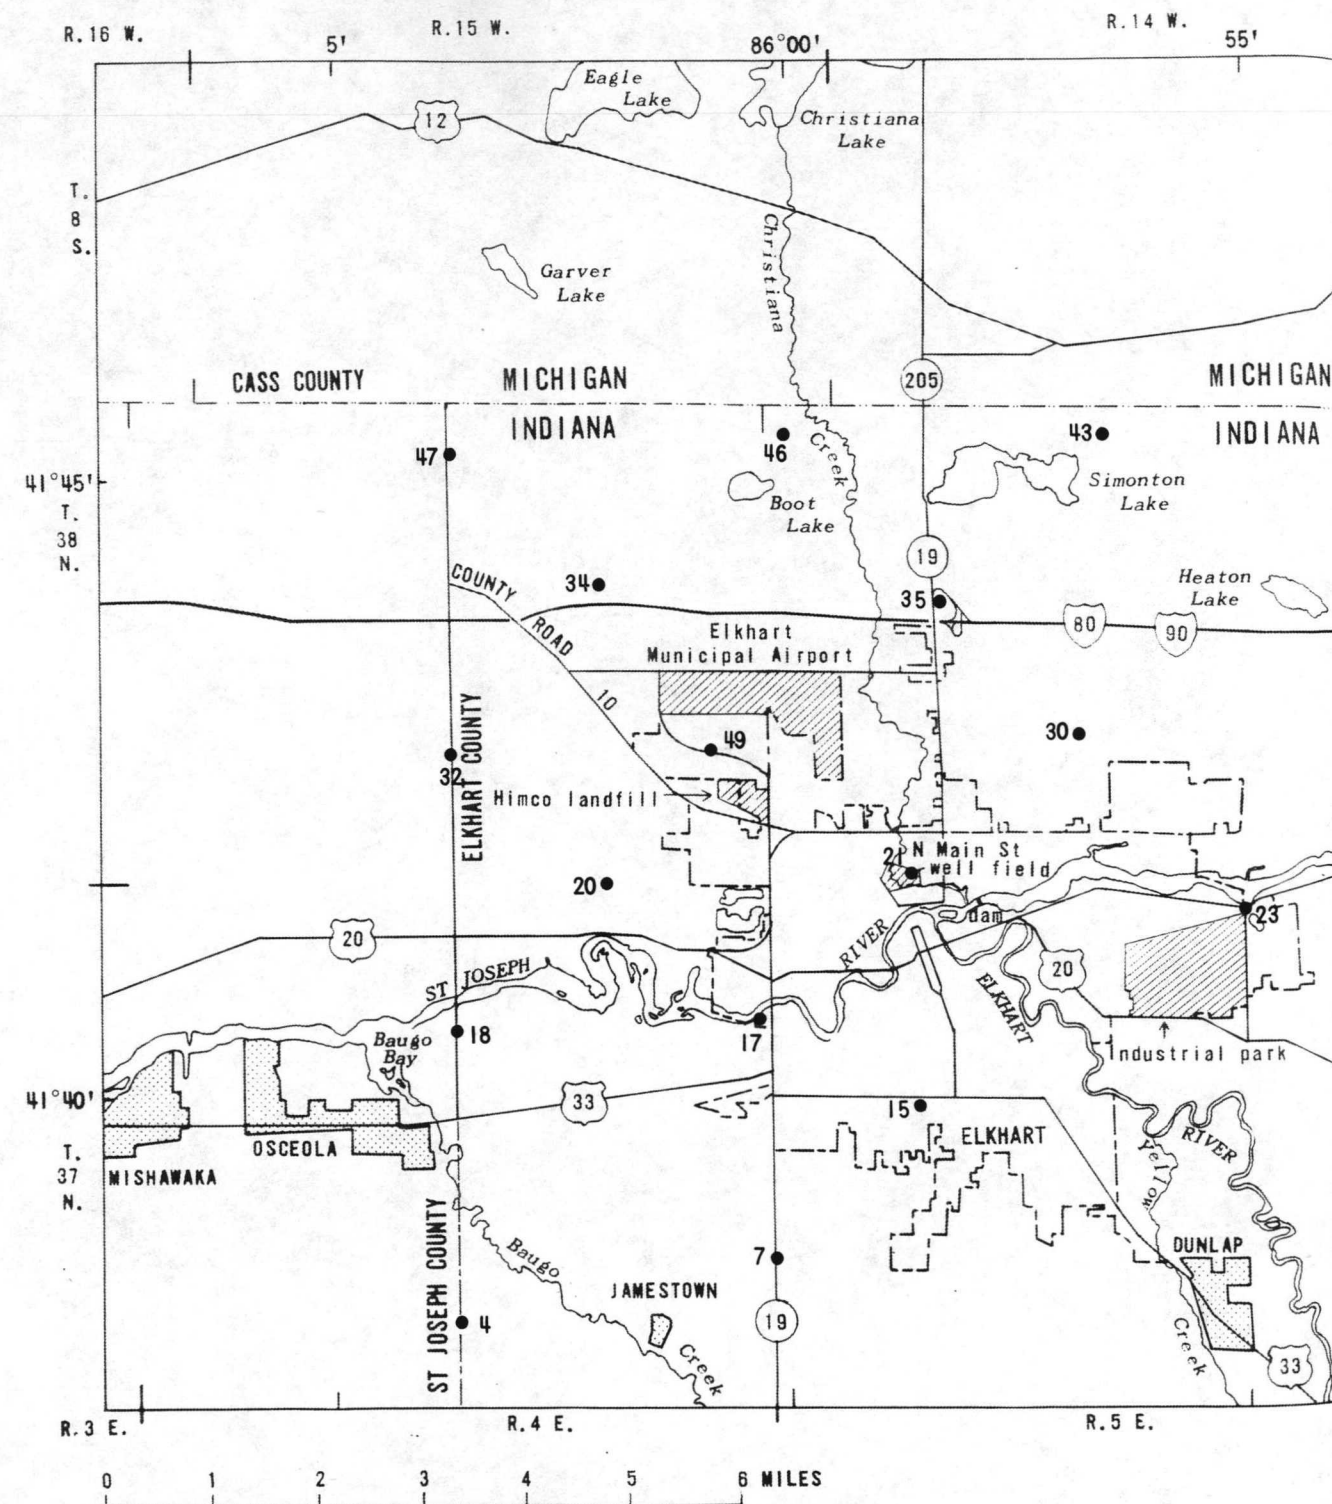 R.16 W.
5'
R.15 W.
86°00'
R.14 W.
55'
Eagle
Lake
12
Christiana
Lake
T.
8
S.
Christiana
Garver
Lake
205
CASS COUNTY
MICHIGAN
MICHIGAN
INDIANA
INDIANA
47
46
Creek
43
41°45'
T.
38
N.
Boot
Lake
Simonton
Lake
19
COUNTY
34
35
Heaton
Lake
ROAD
80
90
Elkhart
Municipal Airport
10
ELKHART COUNTY
49
30
32
Himco landfill
N Main St
well field
2
20
23
dam
RIVER
20
ST JOSEPH
ELKHART
20
18
Baugo
Bay
17
Industrial park
41°40'
33
15
OSCEOLA
ELKHART
RIVER
T.
37
N.
MISHAWAKA
Yellow
ST JOSEPH COUNTY
Baugo
7
DUNLAP
JAMESTOWN
4
19
Creek
Creek
33
R.3 E.
R.4 E.
R.5 E.
0 1 2 3 4 5 6 MILES